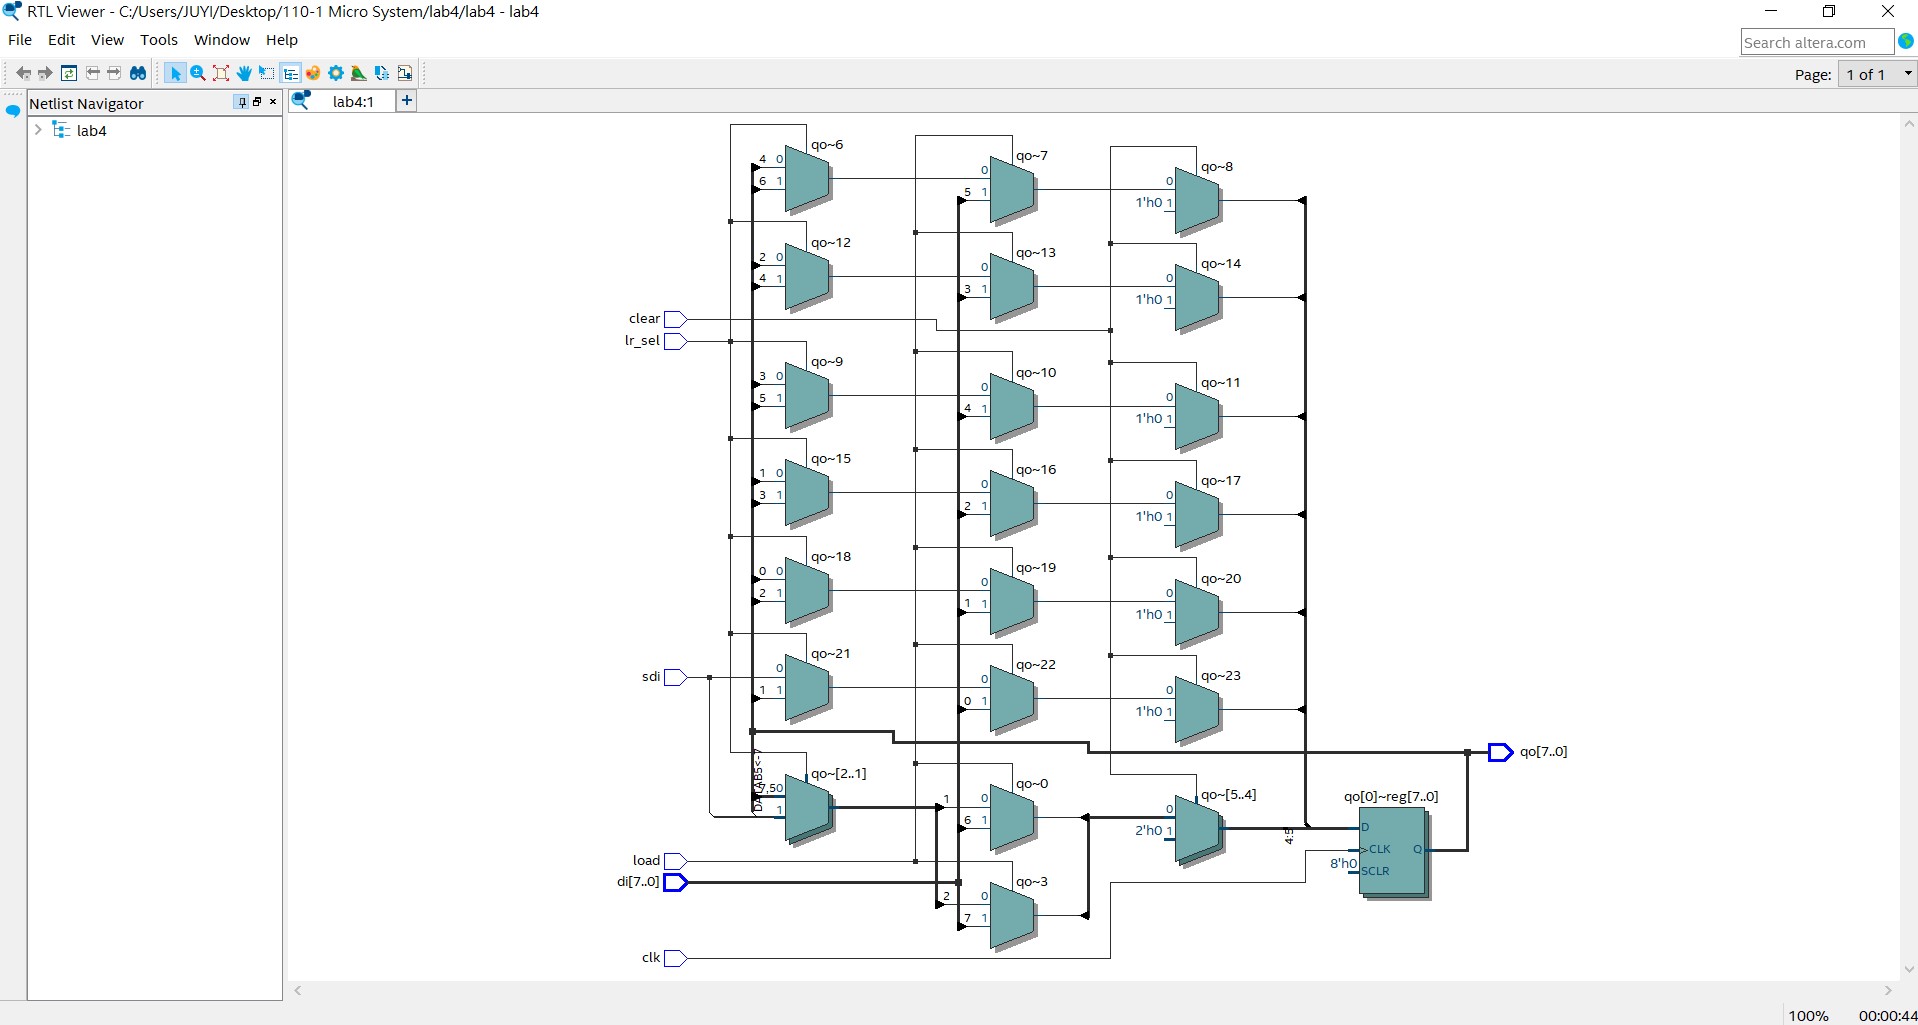 RTL Viewer - C:/Users/JUYI/Desktop/110-1 Micro System/lab4/lab4 - lab4
File Edit View Tools Window Help
Search altera.com
Page: 1 of 1
Netlist Navigator
lab4:1
lab4
qo~6
4 0
6 1
qo~7
0
5 1
qo~8
0
1'h0 1
qo~12
2 0
4 1
qo~13
0
3 1
qo~14
0
1'h0 1
clear
lr_sel
qo~9
3 0
5 1
qo~10
0
4 1
qo~11
0
1'h0 1
qo~15
1 0
3 1
qo~16
0
2 1
qo~17
0
1'h0 1
qo~18
0 0
2 1
qo~19
0
1 1
qo~20
0
1'h0 1
sdi
qo~21
0
1 1
qo~22
0
0 1
qo~23
0
1'h0 1
qo[7..0]
qo~[2..1]
7,5 0
1
qo~0
1 0
6 1
qo~[5..4]
0
2'h0 1
4:5
qo[0]~reg[7..0]
D
CLK Q
8'h0
SCLR
load
di[7..0]
qo~3
2 0
7 1
clk
100% 00:00:44